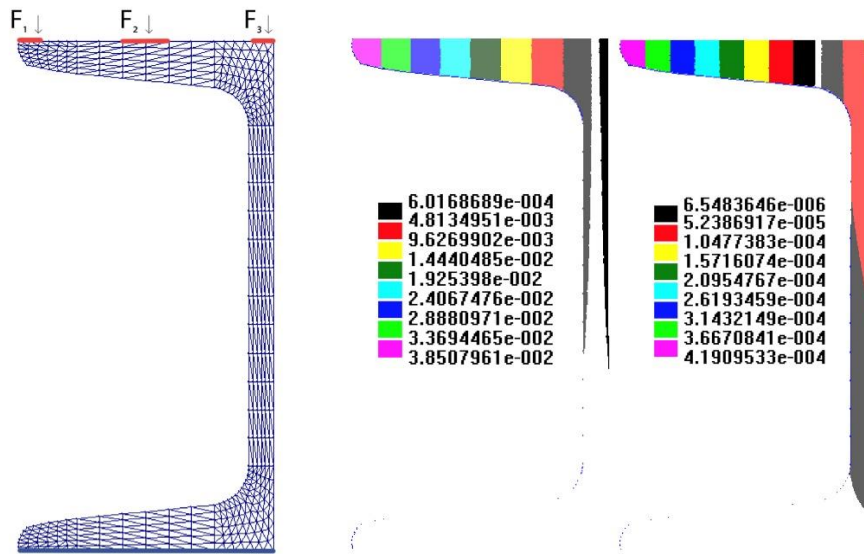 F₁ ↓ F₂ ↓ F₃ ↓
6.0168689e-004
4.8134951e-003
9.6269902e-003
1.4440485e-002
1.925398e-002
2.4067476e-002
2.8880971e-002
3.3694465e-002
3.8507961e-002
6.5483646e-006
5.2386917e-005
1.0477383e-004
1.5716074e-004
2.0954767e-004
2.6193459e-004
3.1432149e-004
3.6670841e-004
4.1909533e-004